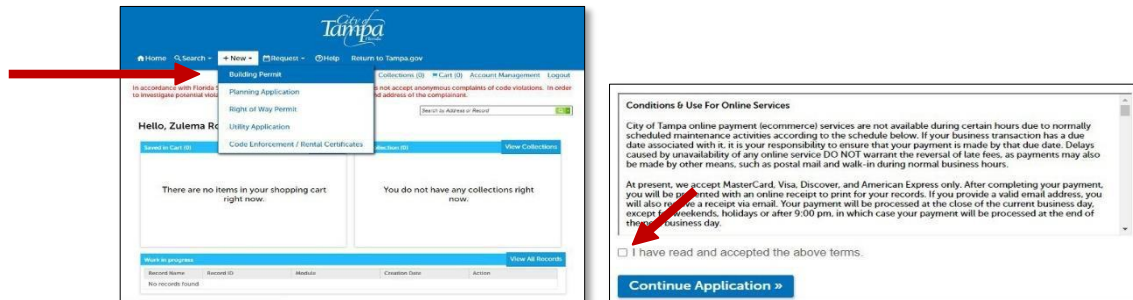 City of
Tampa
Florida
Home Search + New Request Help Return to Tampa.gov
Building Permit
Planning Application
Right of Way Permit
Utility Application
Code Enforcement / Rental Certificates
Collections (0) Cart (0) Account Management Logout
In accordance with Florida S s not accept anonymous complaints of code violations. In order
to investigate potential viola nd address of the complainant.
Search by Address or Record
Hello, Zulema Ro
Saved in Cart (0)
View Collections
There are no items in your shopping cart
right now.
You do not have any collections right
now.
Work in progress
View All Records
Record Name Record ID Module Creation Date Action
No records found
Conditions & Use For Online Services
City of Tampa online payment (ecommerce) services are not available during certain hours due to normally
scheduled maintenance activities according to the schedule below. If your business transaction has a due
date associated with it, it is your responsibility to ensure that your payment is made by that due date. Delays
caused by unavailability of any online service DO NOT warrant the reversal of late fees, as payments may also
be made by other means, such as postal mail and walk-in during normal business hours.
At present, we accept MasterCard, Visa, Discover, and American Express only. After completing your payment,
you will be presented with an online receipt to print for your records. If you provide a valid email address, you
will also receive a receipt via email. Your payment will be processed at the close of the current business day,
except for weekends, holidays or after 9:00 pm, in which case your payment will be processed at the end of
the next business day.
I have read and accepted the above terms.
Continue Application »